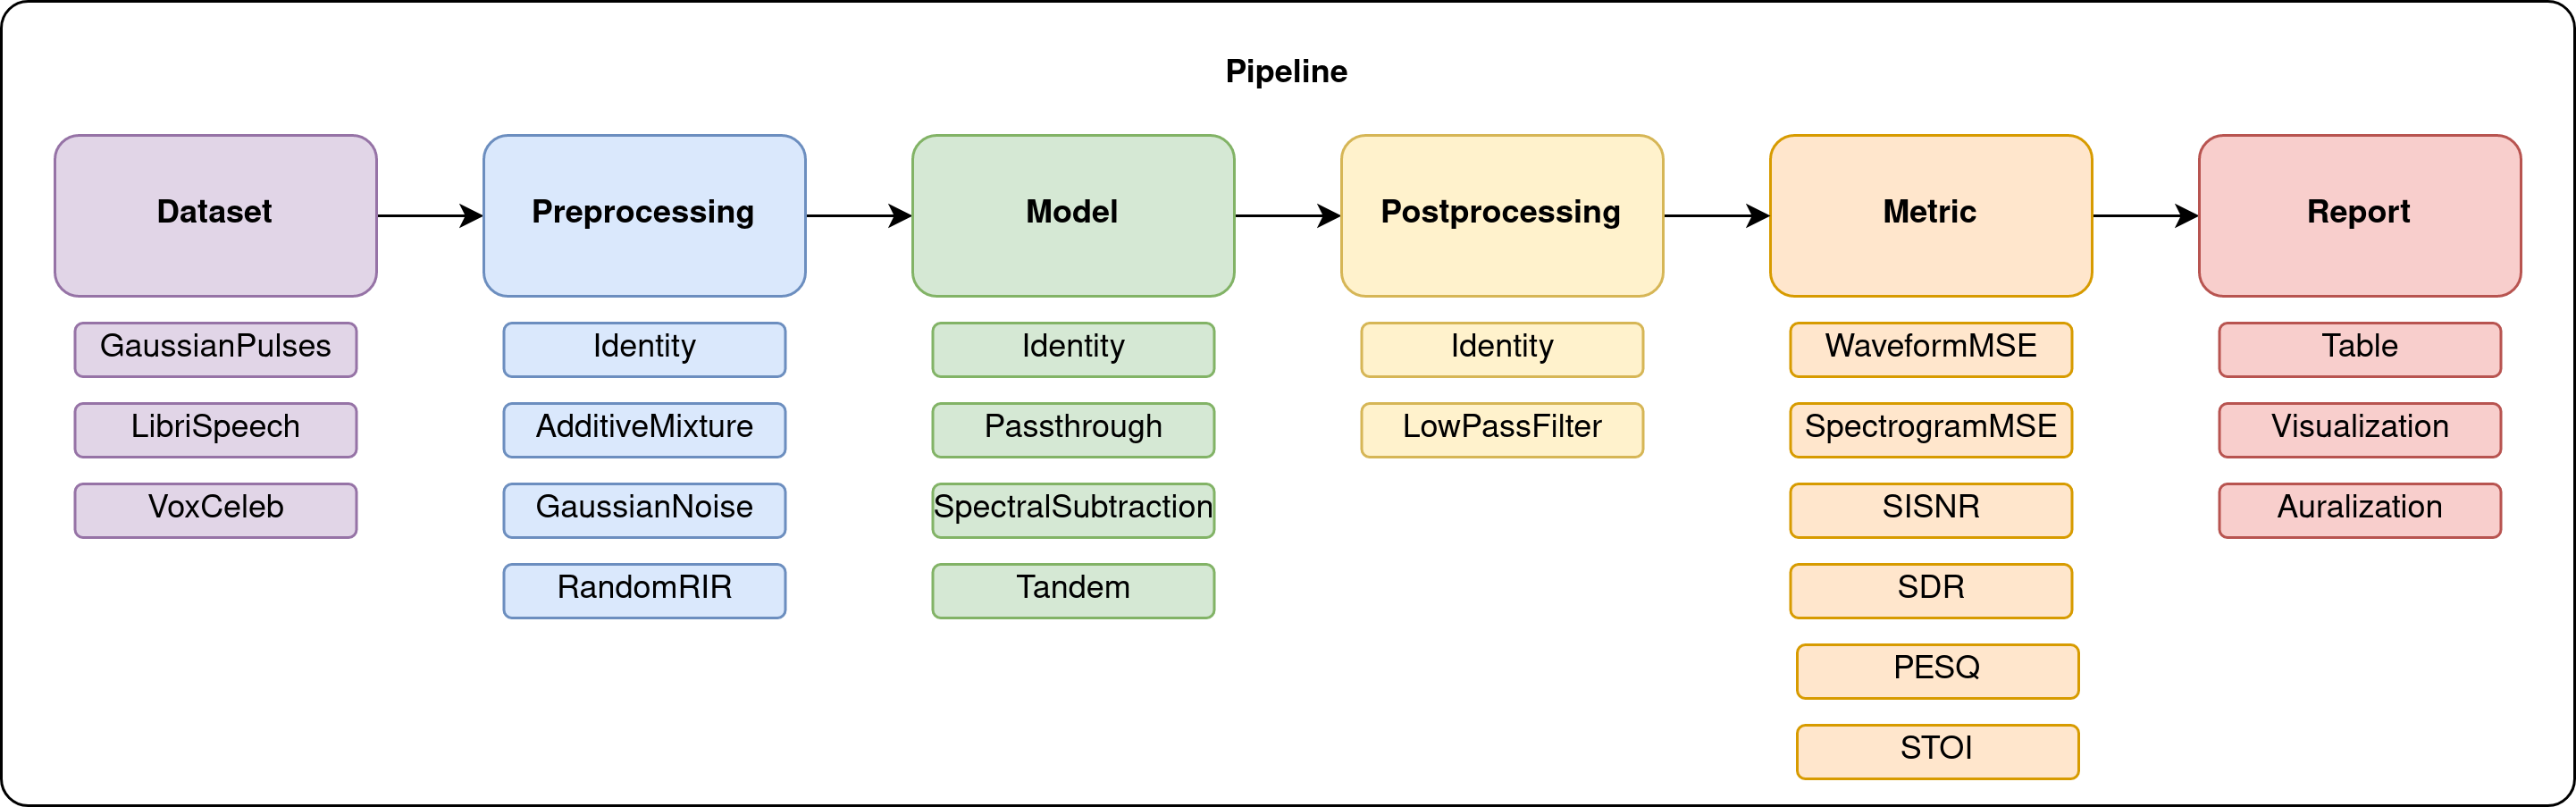 Pipeline
Dataset
Preprocessing
Model
Postprocessing
Metric
Report
GaussianPulses
LibriSpeech
VoxCeleb
Identity
AdditiveMixture
GaussianNoise
RandomRIR
Identity
Passthrough
SpectralSubtraction
Tandem
Identity
LowPassFilter
WaveformMSE
SpectrogramMSE
SISNR
SDR
PESQ
STOI
Table
Visualization
Auralization